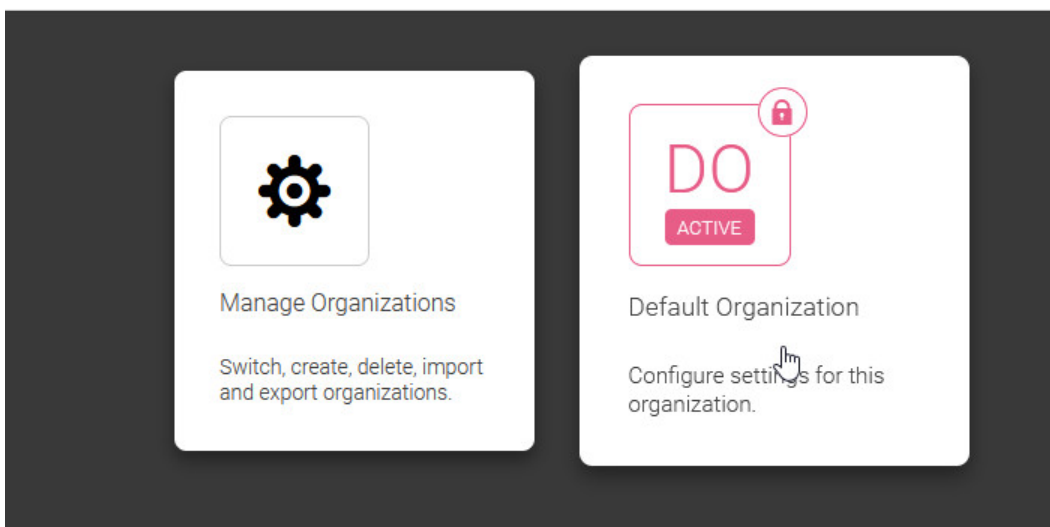 Manage Organizations
Switch, create, delete, import
and export organizations.
DO
ACTIVE
Default Organization
Configure settings for this
organization.